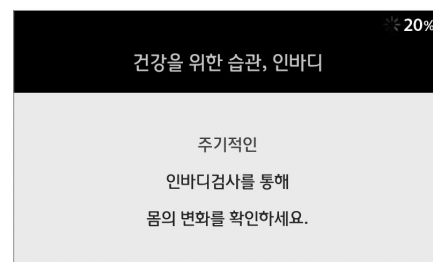 20%
건강을 위한 습관, 인바디
주기적인
인바디검사를 통해
몸의 변화를 확인하세요.